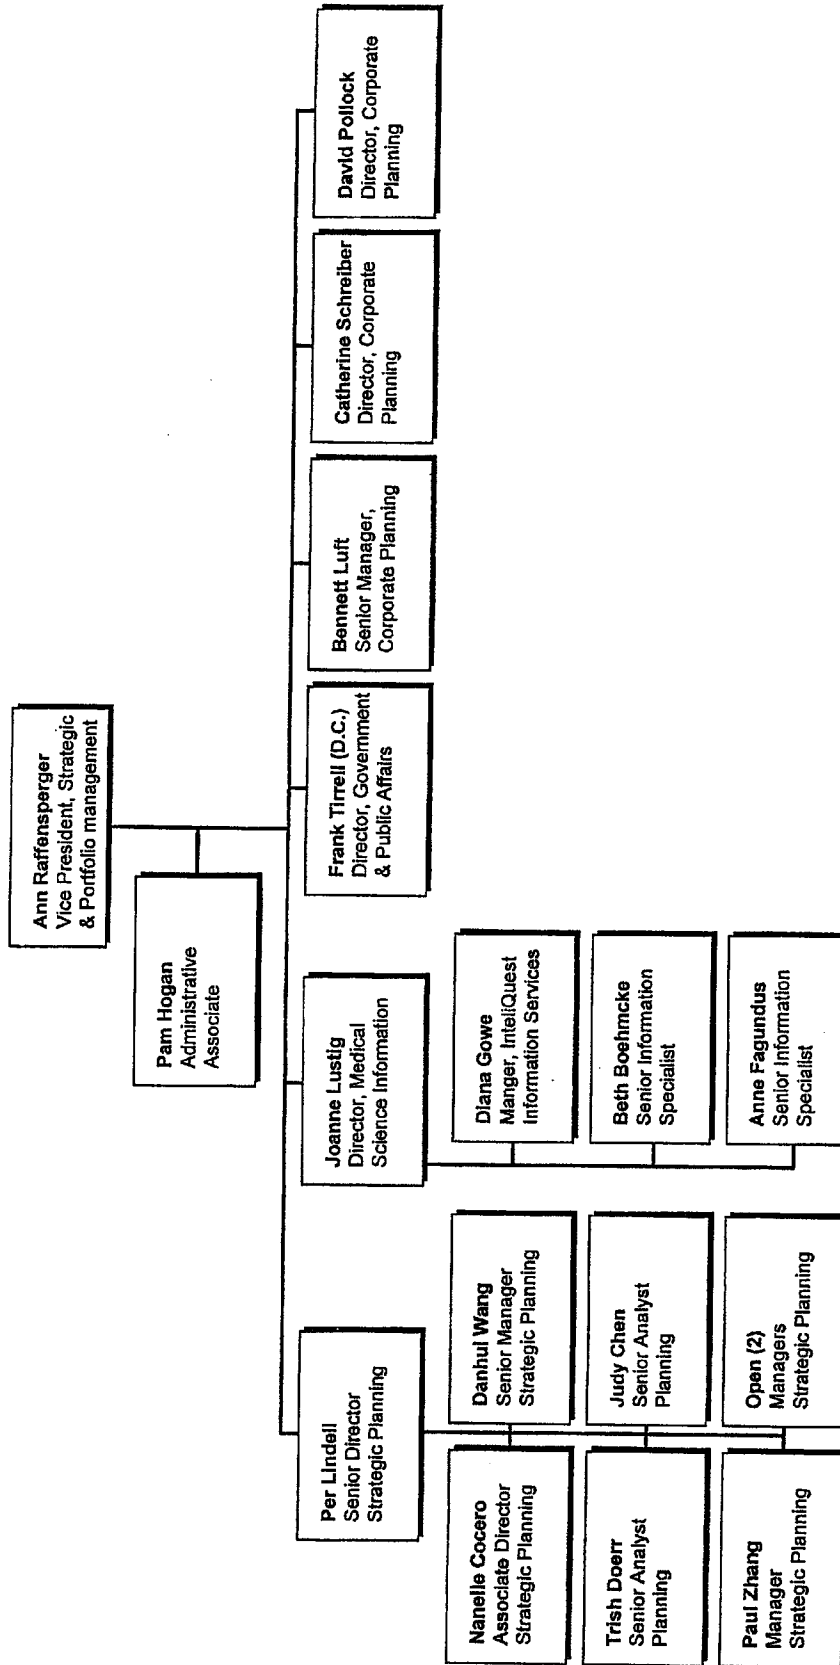 Ann Raffensperger
Vice President, Strategic
& Portfolio management
Pam Hogan
Administrative
Associate
Per Lindell
Senior Director
Strategic Planning
Joanne Lustig
Director, Medical
Science Information
Frank Tirrell (D.C.)
Director, Government
& Public Affairs
Bennett Luft
Senior Manager,
Corporate Planning
Catherine Schreiber
Director, Corporate
Planning
David Pollock
Director, Corporate
Planning
Nanelle Cocero
Associate Director
Strategic Planning
Danhui Wang
Senior Manager
Strategic Planning
Trish Doerr
Senior Analyst
Planning
Judy Chen
Senior Analyst
Planning
Paul Zhang
Manager
Strategic Planning
Open (2)
Managers
Strategic Planning
Diana Gowe
Manger, InteliQuest
Information Services
Beth Boehmcke
Senior Information
Specialist
Anne Fagundus
Senior Information
Specialist